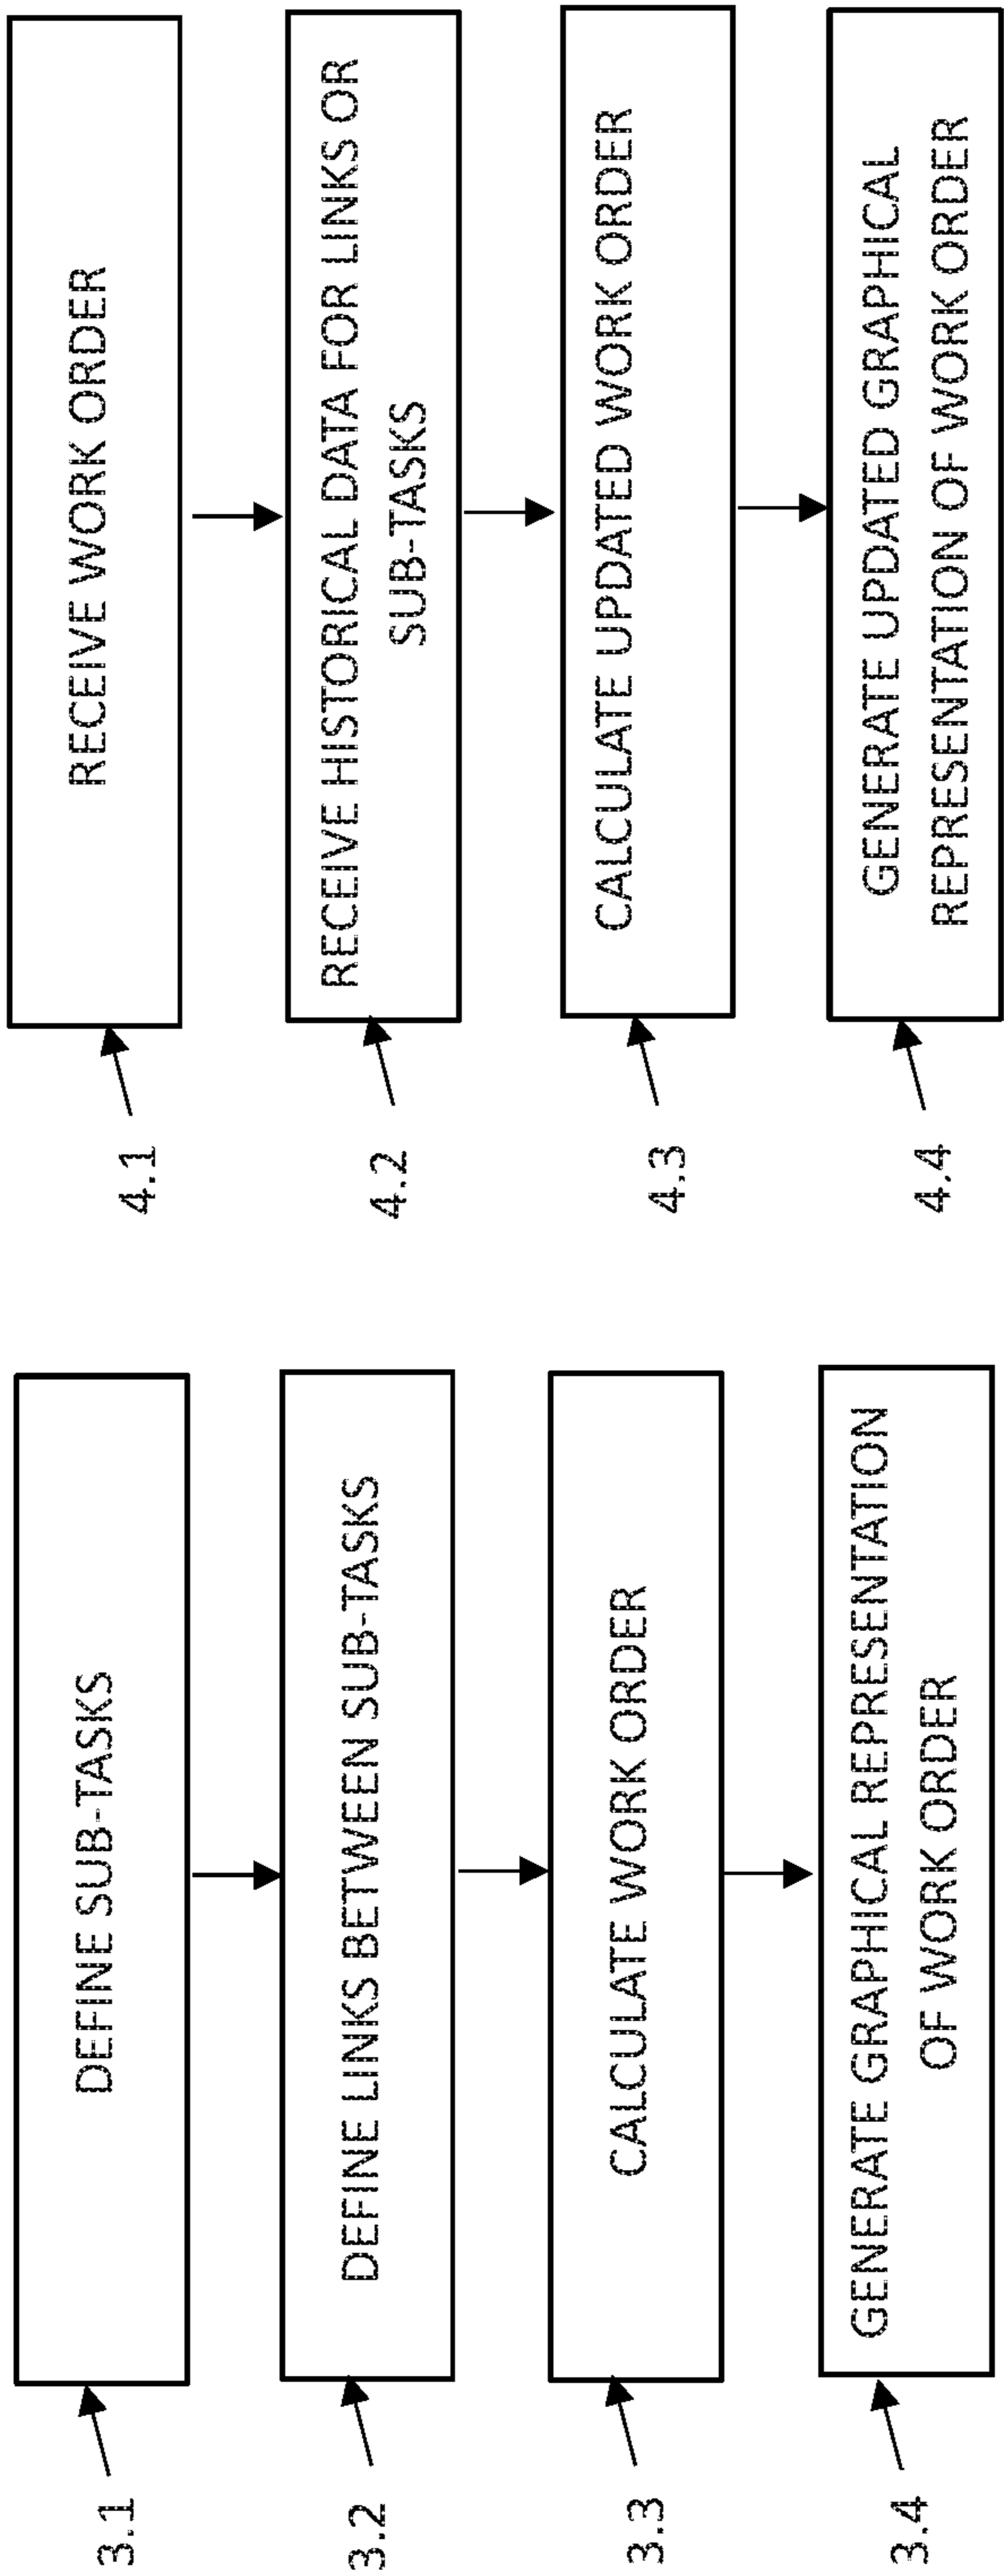 3.1
DEFINE SUB-TASKS
3.2
DEFINE LINKS BETWEEN SUB-TASKS
3.3
CALCULATE WORK ORDER
3.4
GENERATE GRAPHICAL REPRESENTATION
OF WORK ORDER
4.1
RECEIVE WORK ORDER
4.2
RECEIVE HISTORICAL DATA FOR LINKS OR
SUB-TASKS
4.3
CALCULATE UPDATED WORK ORDER
4.4
GENERATE UPDATED GRAPHICAL
REPRESENTATION OF WORK ORDER